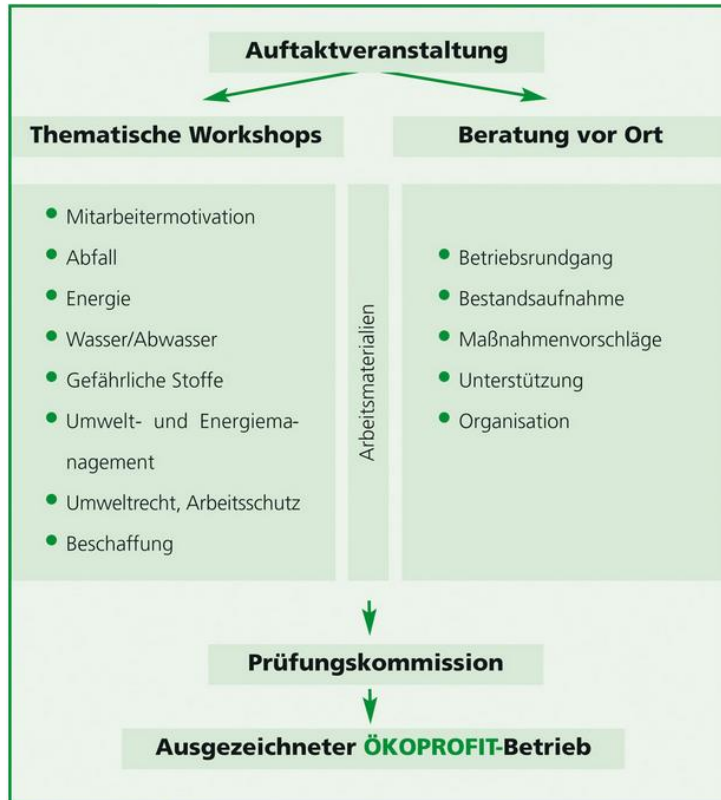 Auftaktveranstaltung
Thematische Workshops
Mitarbeitermotivation
Abfall
Energie
Wasser/Abwasser
Gefährliche Stoffe
Umwelt- und Energiema-
nagement
Umweltrecht, Arbeitsschutz
Beschaffung
Arbeitsmaterialien
Beratung vor Ort
Betriebsrundgang
Bestandsaufnahme
Maßnahmenvorschläge
Unterstützung
Organisation
Prüfungskommission
Ausgezeichneter ÖKOPROFIT-Betrieb